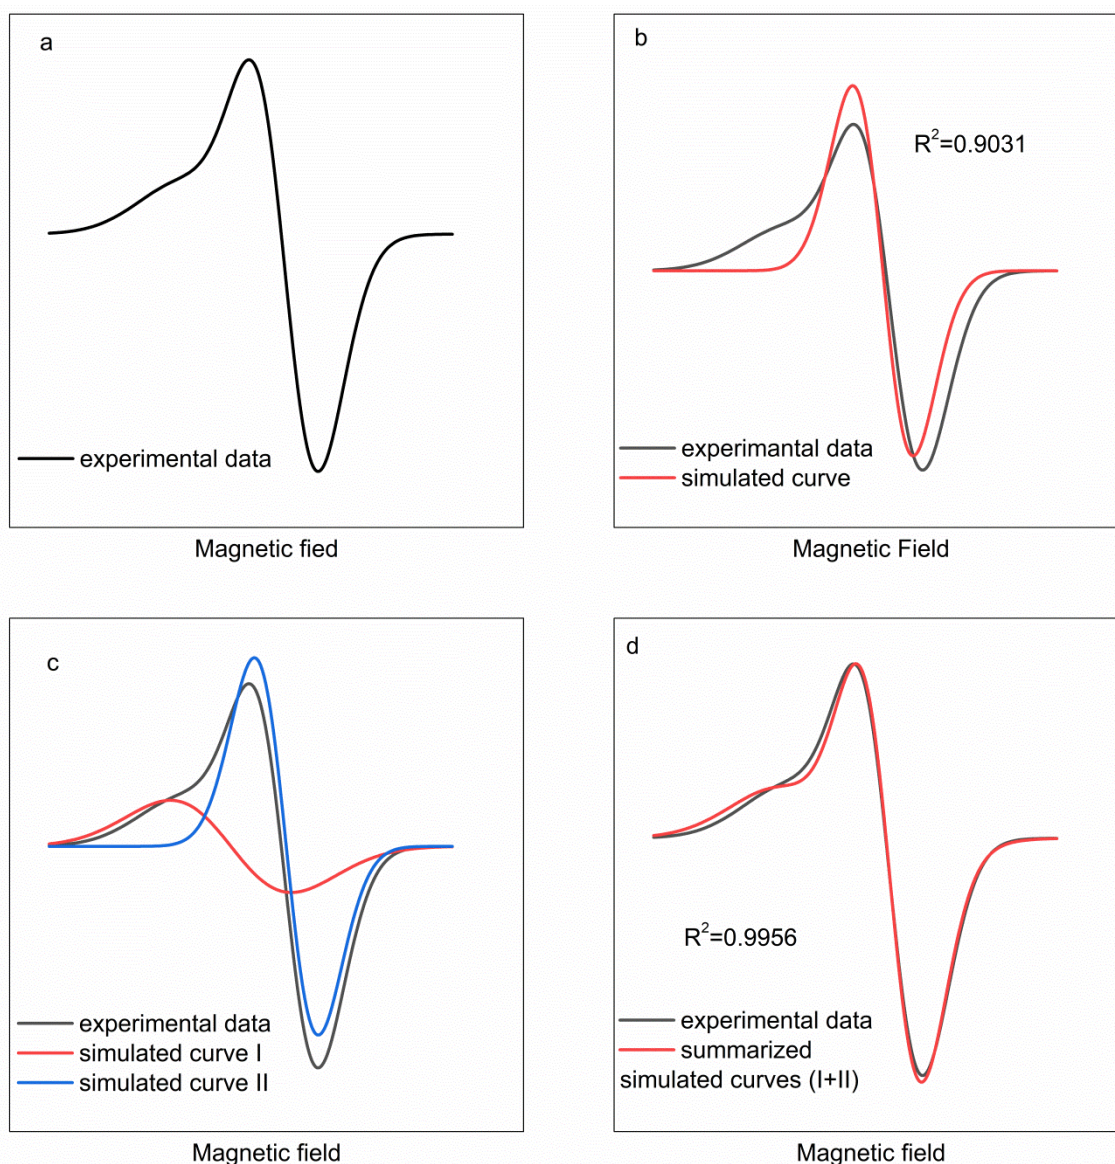 a
experimental data
Magnetic fied
b
R²=0.9031
experimantal data
simulated curve
Magnetic Field
c
experimental data
simulated curve I
simulated curve II
Magnetic field
d
R²=0.9956
experimental data
summarized
simulated curves (I+II)
Magnetic field